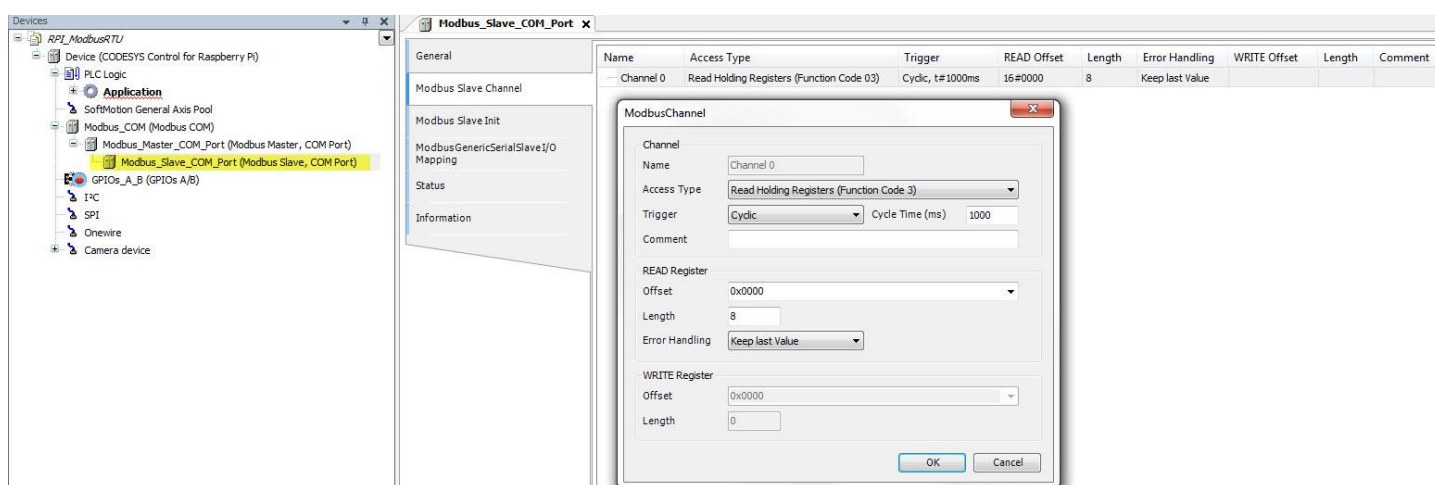 Devices
RPI_ModbusRTU
Device (CODESYS Control for Raspberry Pi)
PLC Logic
Application
SoftMotion General Axis Pool
Modbus_COM (Modbus COM)
Modbus_Master_COM_Port (Modbus Master, COM Port)
Modbus_Slave_COM_Port (Modbus Slave, COM Port)
GPIOs_A_B (GPIOs A/B)
I²C
SPI
Onewire
Camera device
Modbus_Slave_COM_Port X
General
Modbus Slave Channel
Modbus Slave Init
ModbusGenericSerialSlaveI/O
Mapping
Status
Information
Name Access Type Trigger READ Offset Length Error Handling WRITE Offset Length Comment
Channel 0 Read Holding Registers (Function Code 03) Cyclic, t#1000ms 16#0000 8 Keep last Value
ModbusChannel
Channel
Name Channel 0
Access Type Read Holding Registers (Function Code 3)
Trigger Cyclic Cycle Time (ms) 1000
Comment
READ Register
Offset 0x0000
Length 8
Error Handling Keep last Value
WRITE Register
Offset 0x0000
Length 0
OK Cancel